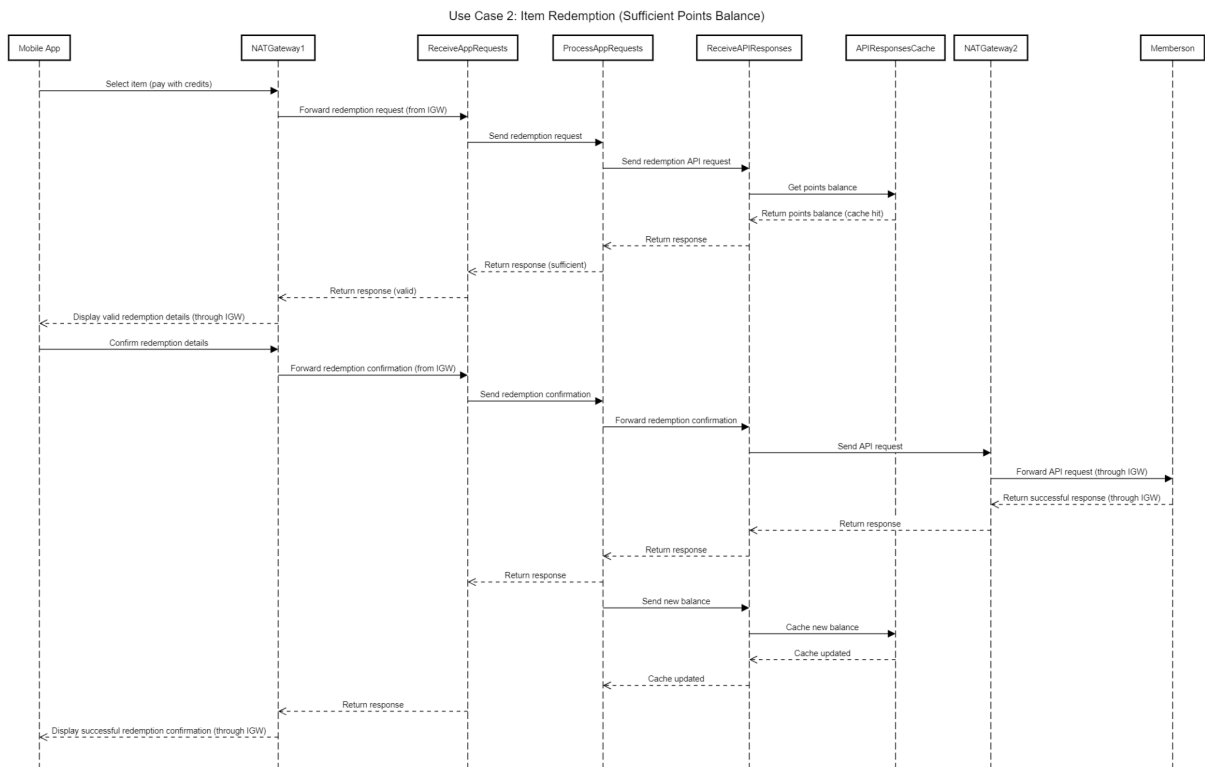 Use Case 2: Item Redemption (Sufficient Points Balance)
Mobile App
NATGateway1
ReceiveAppRequests
ProcessAppRequests
ReceiveAPIResponses
APIResponsesCache
NATGateway2
Memberson
Select item (pay with credits)
Forward redemption request (from IGW)
Send redemption request
Send redemption API request
Get points balance
Return points balance (cache hit)
Return response
Return response (sufficient)
Return response (valid)
Display valid redemption details (through IGW)
Confirm redemption details
Forward redemption confirmation (from IGW)
Send redemption confirmation
Forward redemption confirmation
Send API request
Forward API request (through IGW)
Return successful response (through IGW)
Return response
Return response
Return response
Send new balance
Cache new balance
Cache updated
Cache updated
Return response
Display successful redemption confirmation (through IGW)